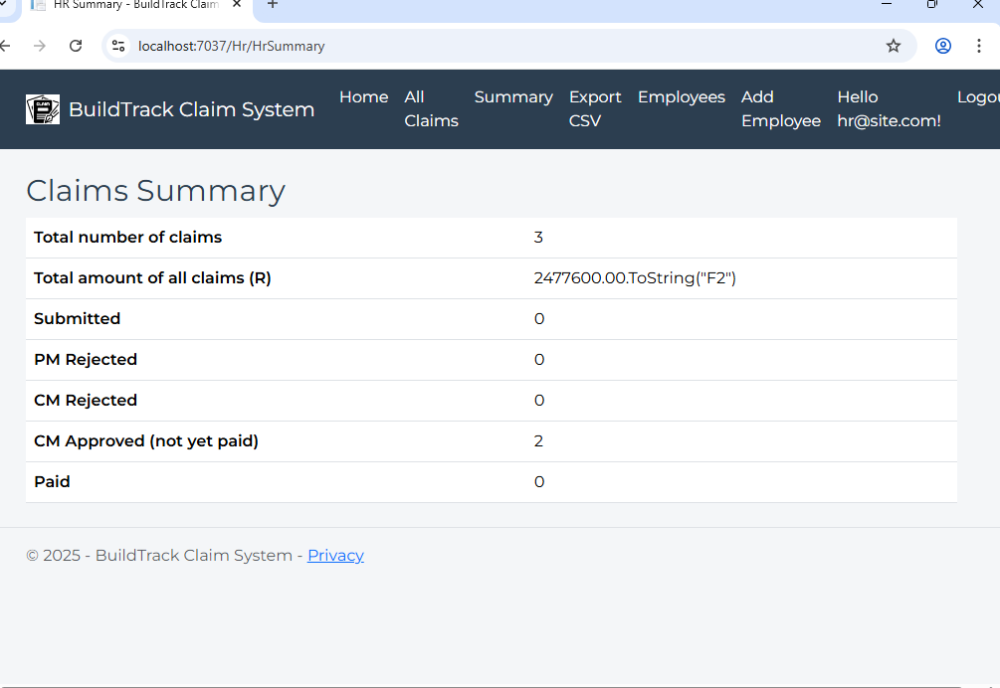 HR Summary - BuildTrack Claim
localhost:7037/Hr/HrSummary
CLAIM
BuildTrack Claim System
Home
All Claims
Summary
Export CSV
Employees
Add Employee
Hello hr@site.com!
Logou
Claims Summary
Total number of claims 3
Total amount of all claims (R) 2477600.00.ToString("F2")
Submitted 0
PM Rejected 0
CM Rejected 0
CM Approved (not yet paid) 2
Paid 0
© 2025 - BuildTrack Claim System - Privacy